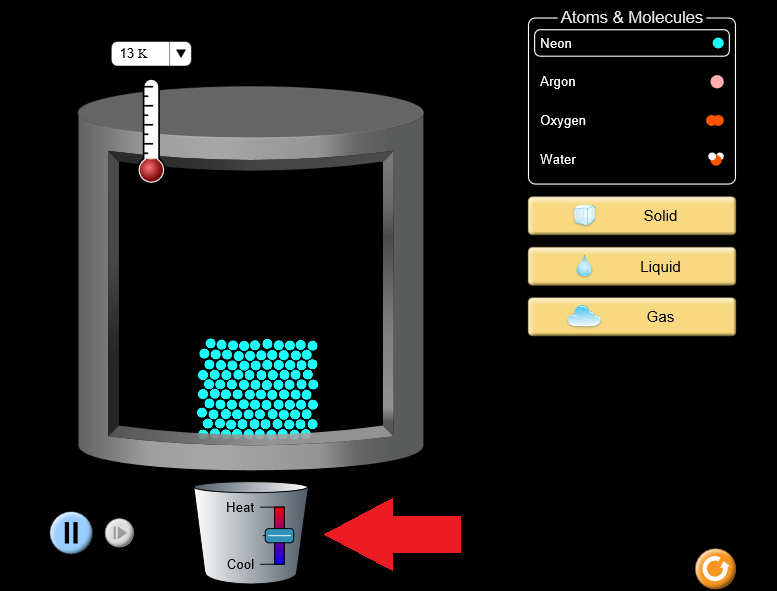 Atoms & Molecules
13 K
Neon
Argon
Oxygen
Water
Solid
Liquid
Gas
Heat
Cool